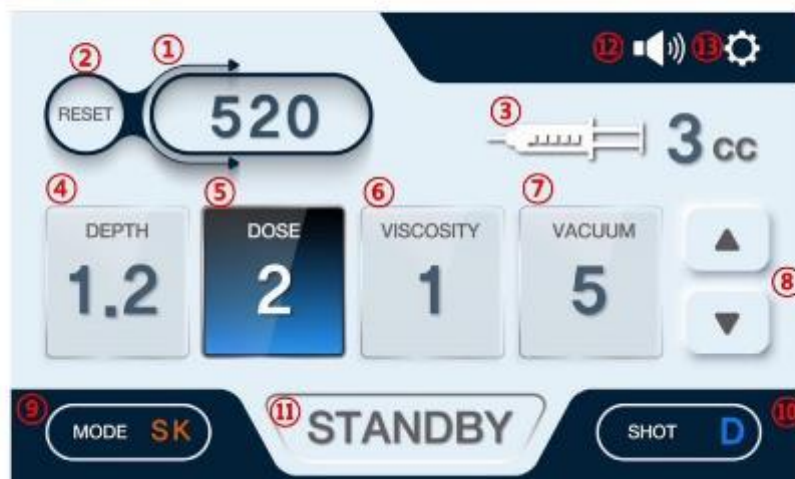 ① ② ⑫ ⑬
RESET 520
③ 3 cc
④ ⑤ ⑥ ⑦
DEPTH DOSE VISCOSITY VACUUM
1.2 2 1 5
⑧
⑨ ⑪ ⑩
MODE SK STANDBY SHOT D